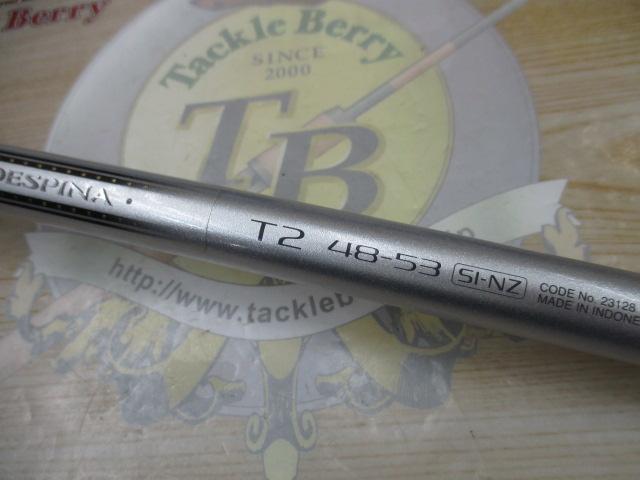 Berry
Tackle Berry
SINCE
2000
TB
DESPINA
T2 48-53 SI-NZ
CODE No. 23128
MADE IN INDONE
http://www.tackleb